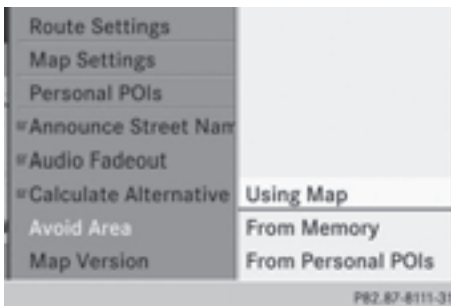 Route Settings
Map Settings
Personal POIs
Announce Street Nam
Audio Fadeout
Calculate Alternative
Using Map
Avoid Area
From Memory
Map Version
From Personal POIs
P82.87-8111-31